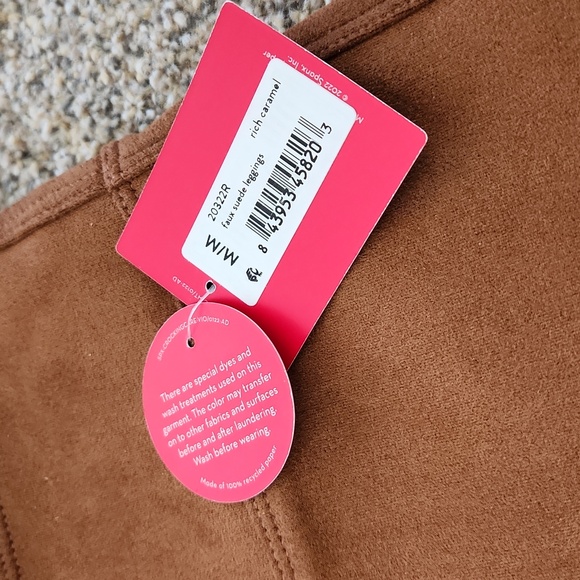 © 2022 Spanx, Inc.
20322R
rich caramel
faux suede leggings
M/M
8 43953 45820 3
There are special dyes and
wash treatments used on this
garment. The color may transfer
on to other fabrics and surfaces
before and after laundering.
Wash before wearing.
Made of 100% recycled paper